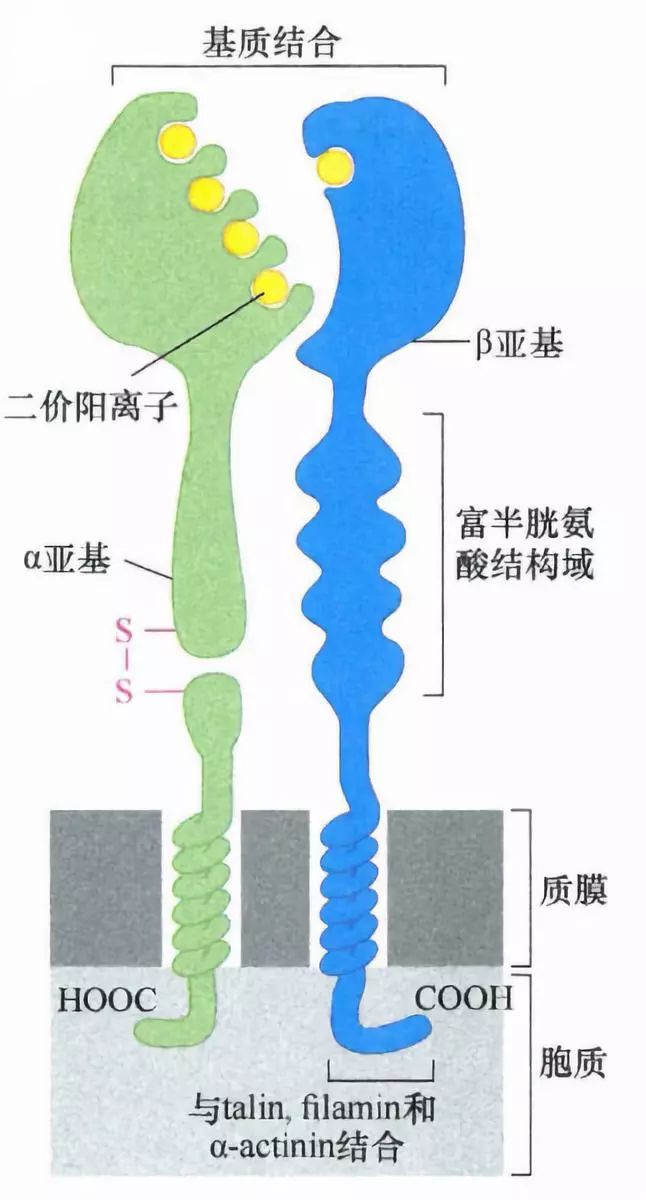 基质结合
β亚基
二价阳离子
富半胱氨
酸结构域
α亚基
S
S
质膜
HOOC
COOH
胞质
与talin, filamin和
α-actinin结合